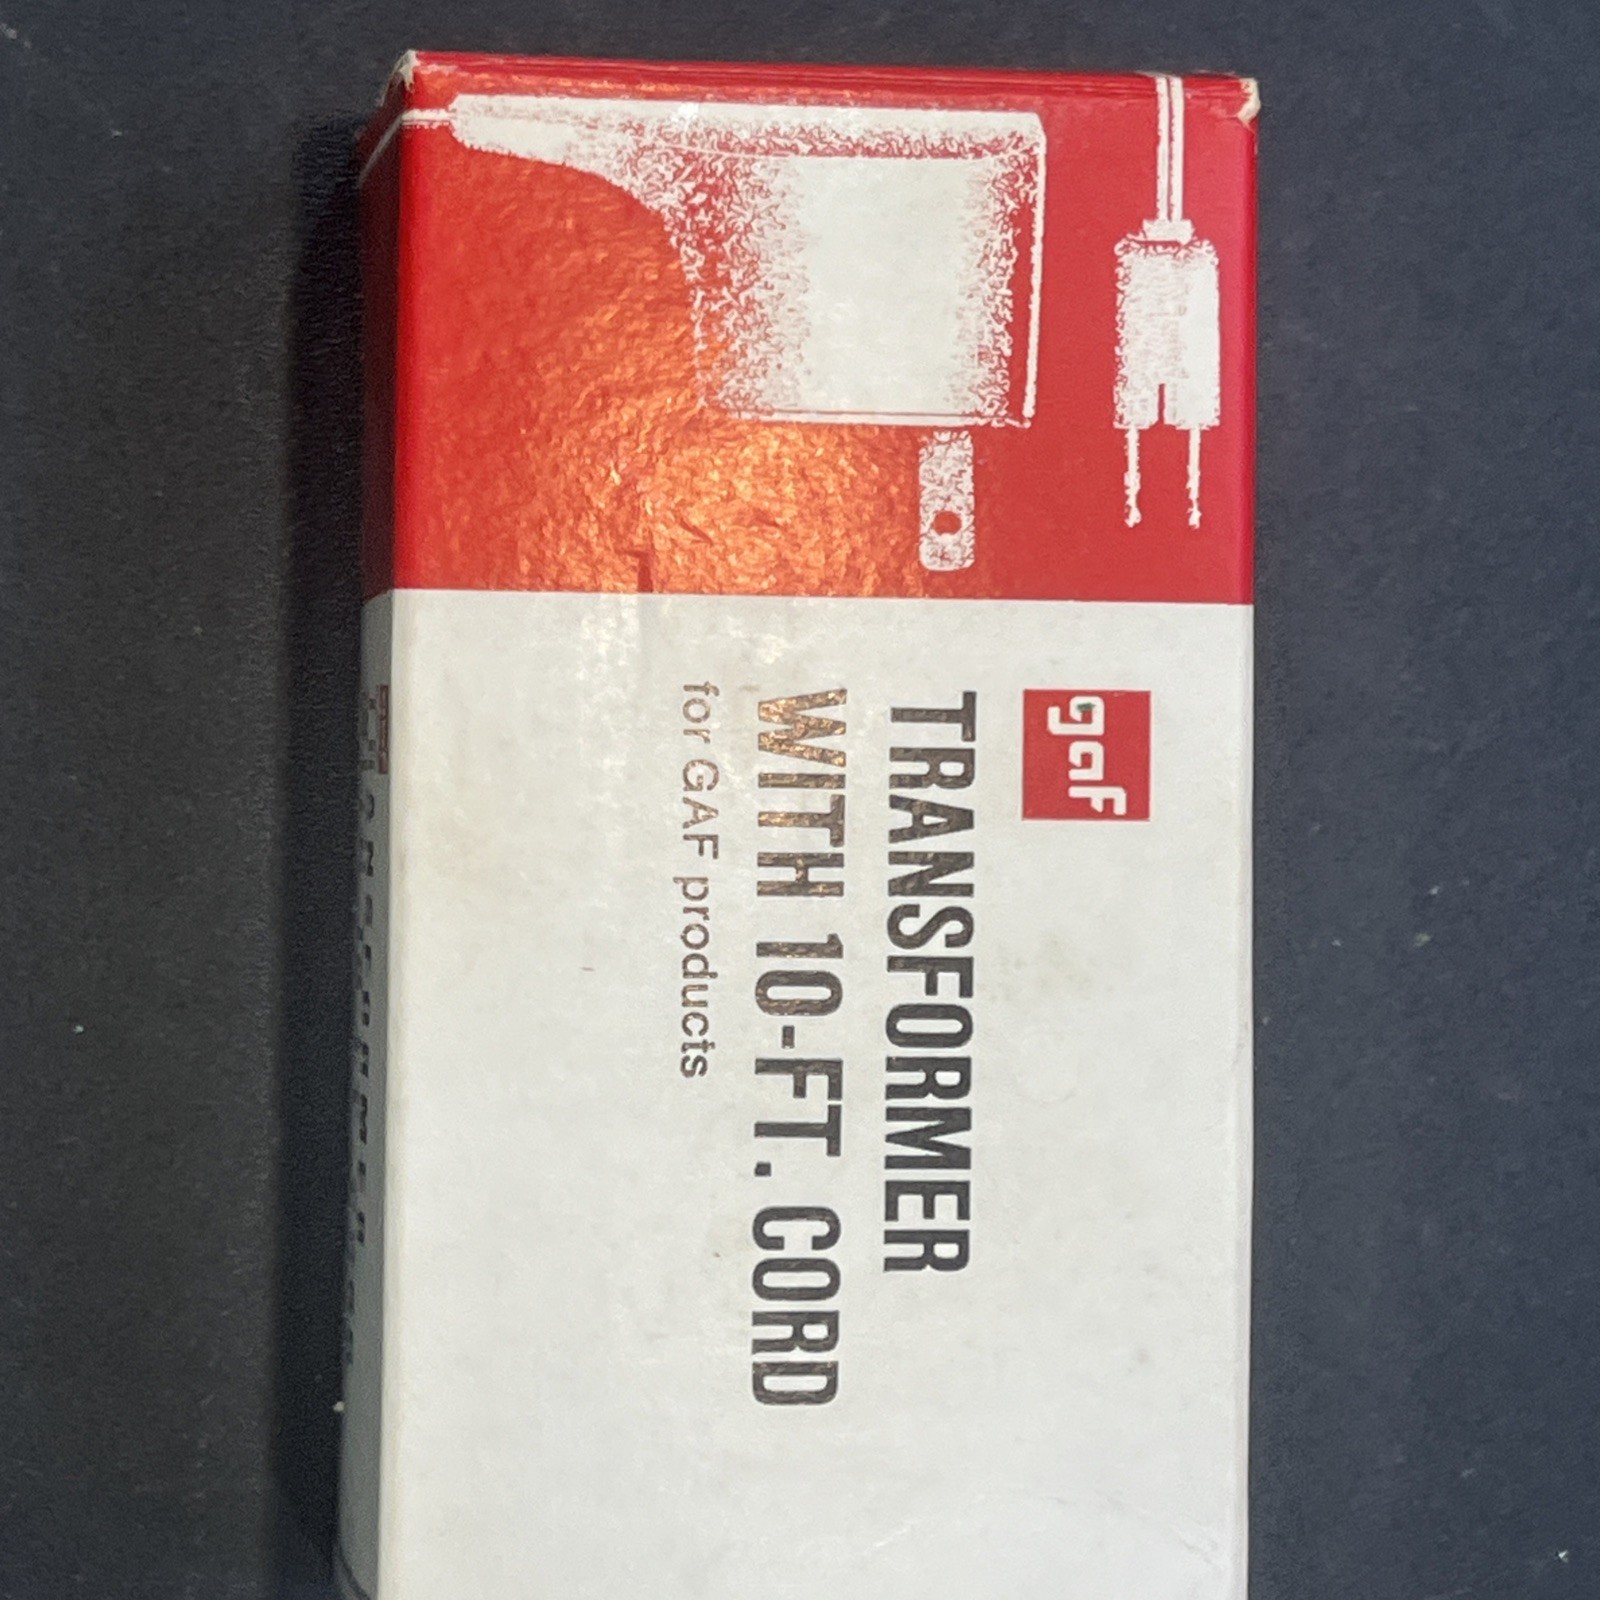 gaf
TRANSFORMER
WITH 10-FT. CORD
for GAF products